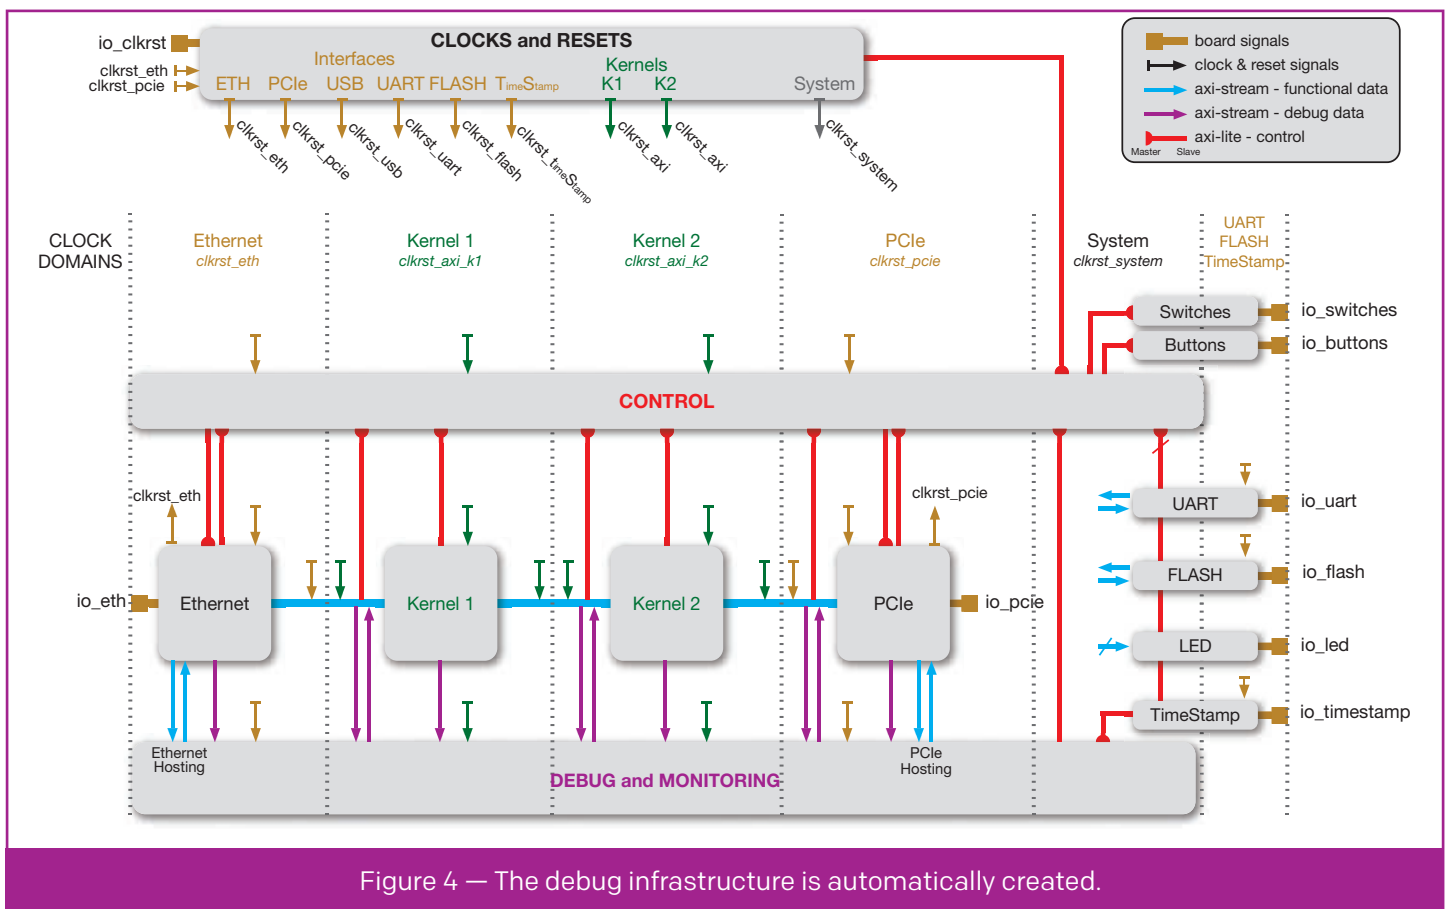 io_clkrst
clkrst_eth
clkrst_pcie
CLOCKS and RESETS
Interfaces
Kernels
ETH PCIe USB UART FLASH TimeStamp K1 K2 System
clkrst_eth
clkrst_pcie
clkrst_usb
clkrst_uart
clkrst_flash
clkrst_timeStamp
clkrst_axi
clkrst_axi
clkrst_system
board signals
clock & reset signals
axi-stream - functional data
axi-stream - debug data
axi-lite - control
Master Slave
CLOCK
DOMAINS
Ethernet
clkrst_eth
Kernel 1
clkrst_axi_k1
Kernel 2
clkrst_axi_k2
PCIe
clkrst_pcie
System
clkrst_system
UART
FLASH
TimeStamp
Switches
io_switches
Buttons
io_buttons
CONTROL
clkrst_eth
clkrst_pcie
UART
io_uart
FLASH
io_flash
io_eth
Ethernet
Kernel 1
Kernel 2
PCIe
io_pcie
LED
io_led
TimeStamp
io_timestamp
Ethernet
Hosting
PCIe
Hosting
DEBUG and MONITORING
Figure 4 — The debug infrastructure is automatically created.